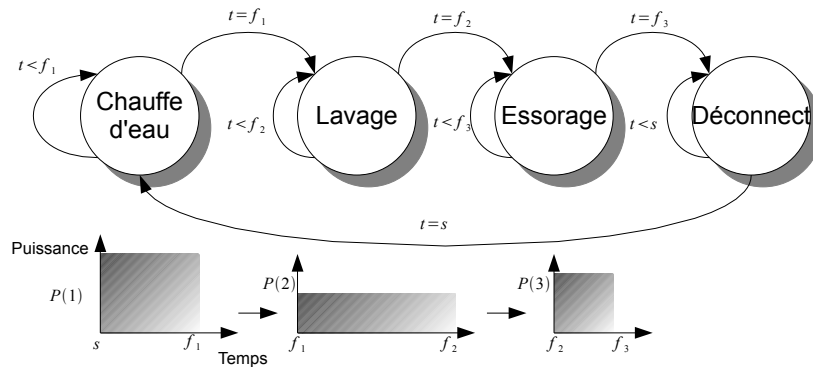 t=f₁
t=f₂
t=f₃
t<f₁
Chauffe
d'eau
t<f₂
Lavage
t<f₃
Essorage
t<s
Déconnect
t=s
Puissance
P(1)
s
f₁
Temps
P(2)
f₁
f₂
P(3)
f₂
f₃